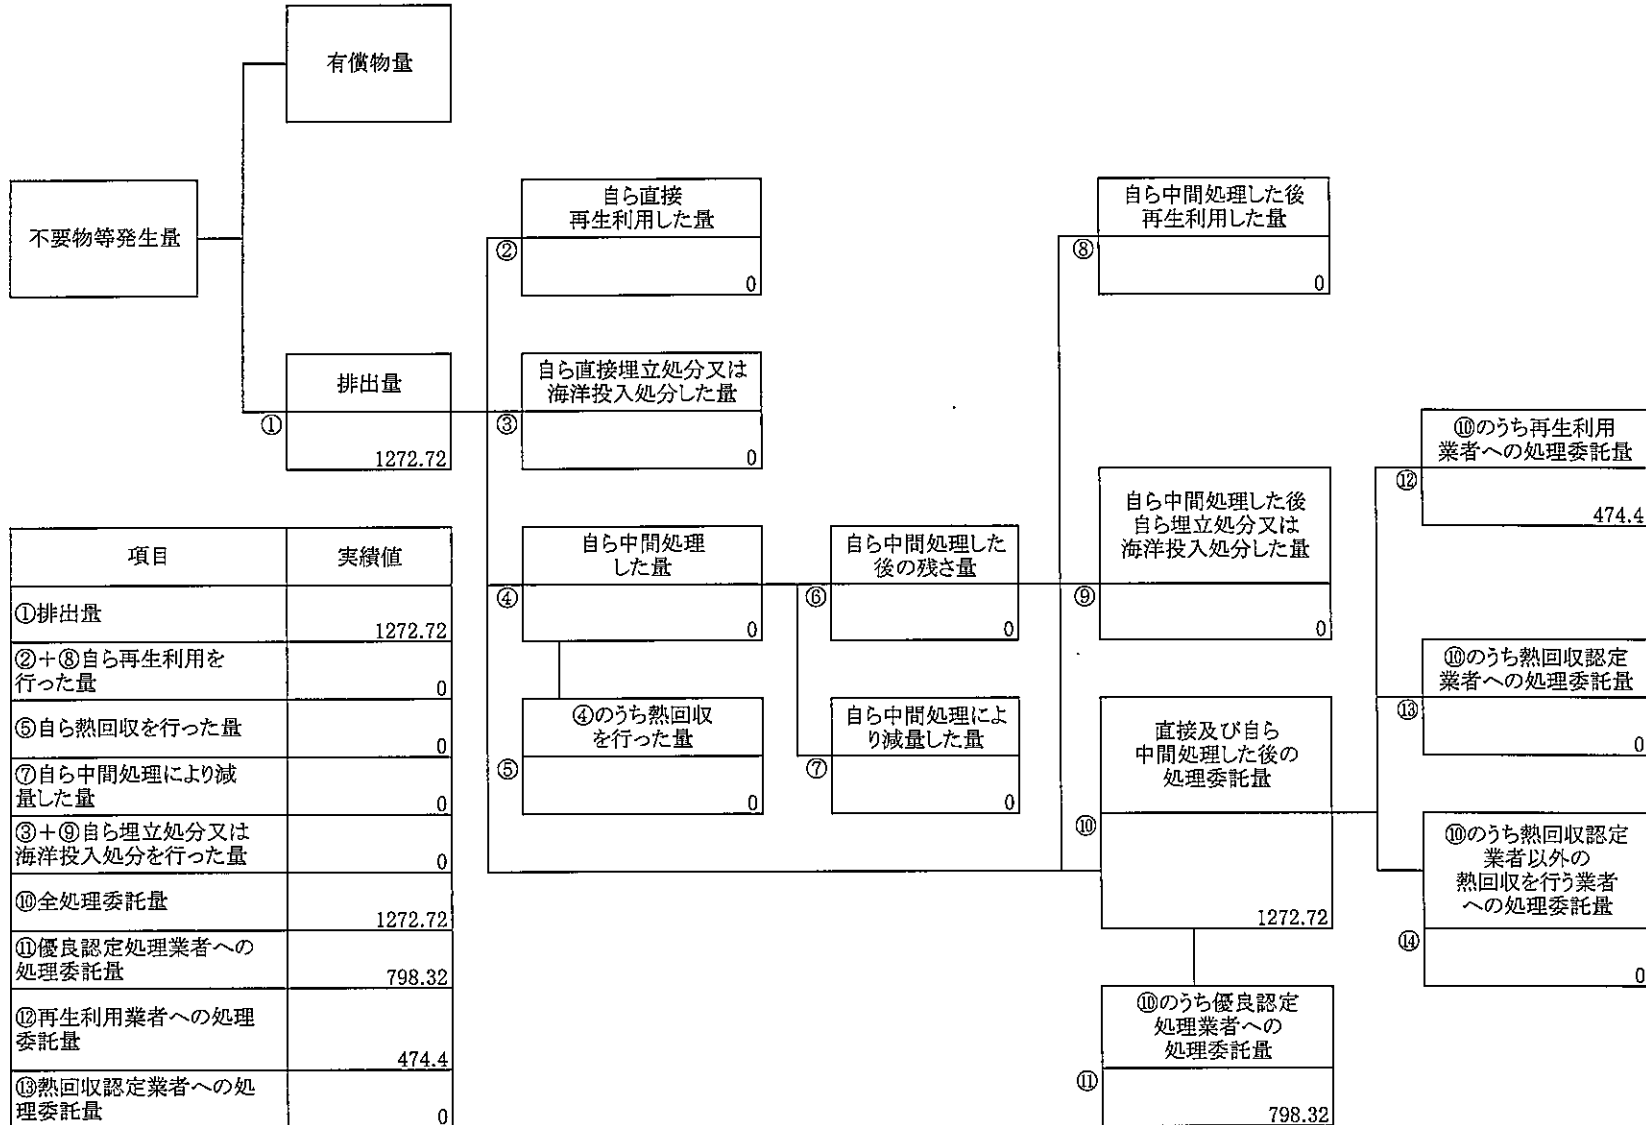 有償物量
不要物等発生量
自ら直接
再生利用した量
②
0
自ら中間処理した後
再生利用した量
⑧
0
排出量
①
1272.72
自ら直接埋立処分又は
海洋投入処分した量
③
0
⑩のうち再生利用
業者への処理委託量
⑫
474.4
自ら中間処理
した量
④
0
自ら中間処理した
後の残さ量
⑥
0
自ら中間処理した後
自ら埋立処分又は
海洋投入処分した量
⑨
0
⑩のうち熱回収認定
業者への処理委託量
⑬
0
④のうち熱回収
を行った量
⑤
0
自ら中間処理によ
り減量した量
⑦
0
直接及び自ら
中間処理した後の
処理委託量
⑩
1272.72
⑩のうち熱回収認定
業者以外の
熱回収を行う業者
への処理委託量
⑭
0
⑩のうち優良認定
処理業者への
処理委託量
⑪
798.32
項目 実績値
①排出量
1272.72
②+⑧自ら再生利用を
行った量 0
⑤自ら熱回収を行った量
0
⑦自ら中間処理により減
量した量 0
③+⑨自ら埋立処分又は
海洋投入処分を行った量 0
⑩全処理委託量
1272.72
⑪優良認定処理業者への
処理委託量 798.32
⑫再生利用業者への処理
委託量
474.4
⑬熱回収認定業者への処
理委託量 0